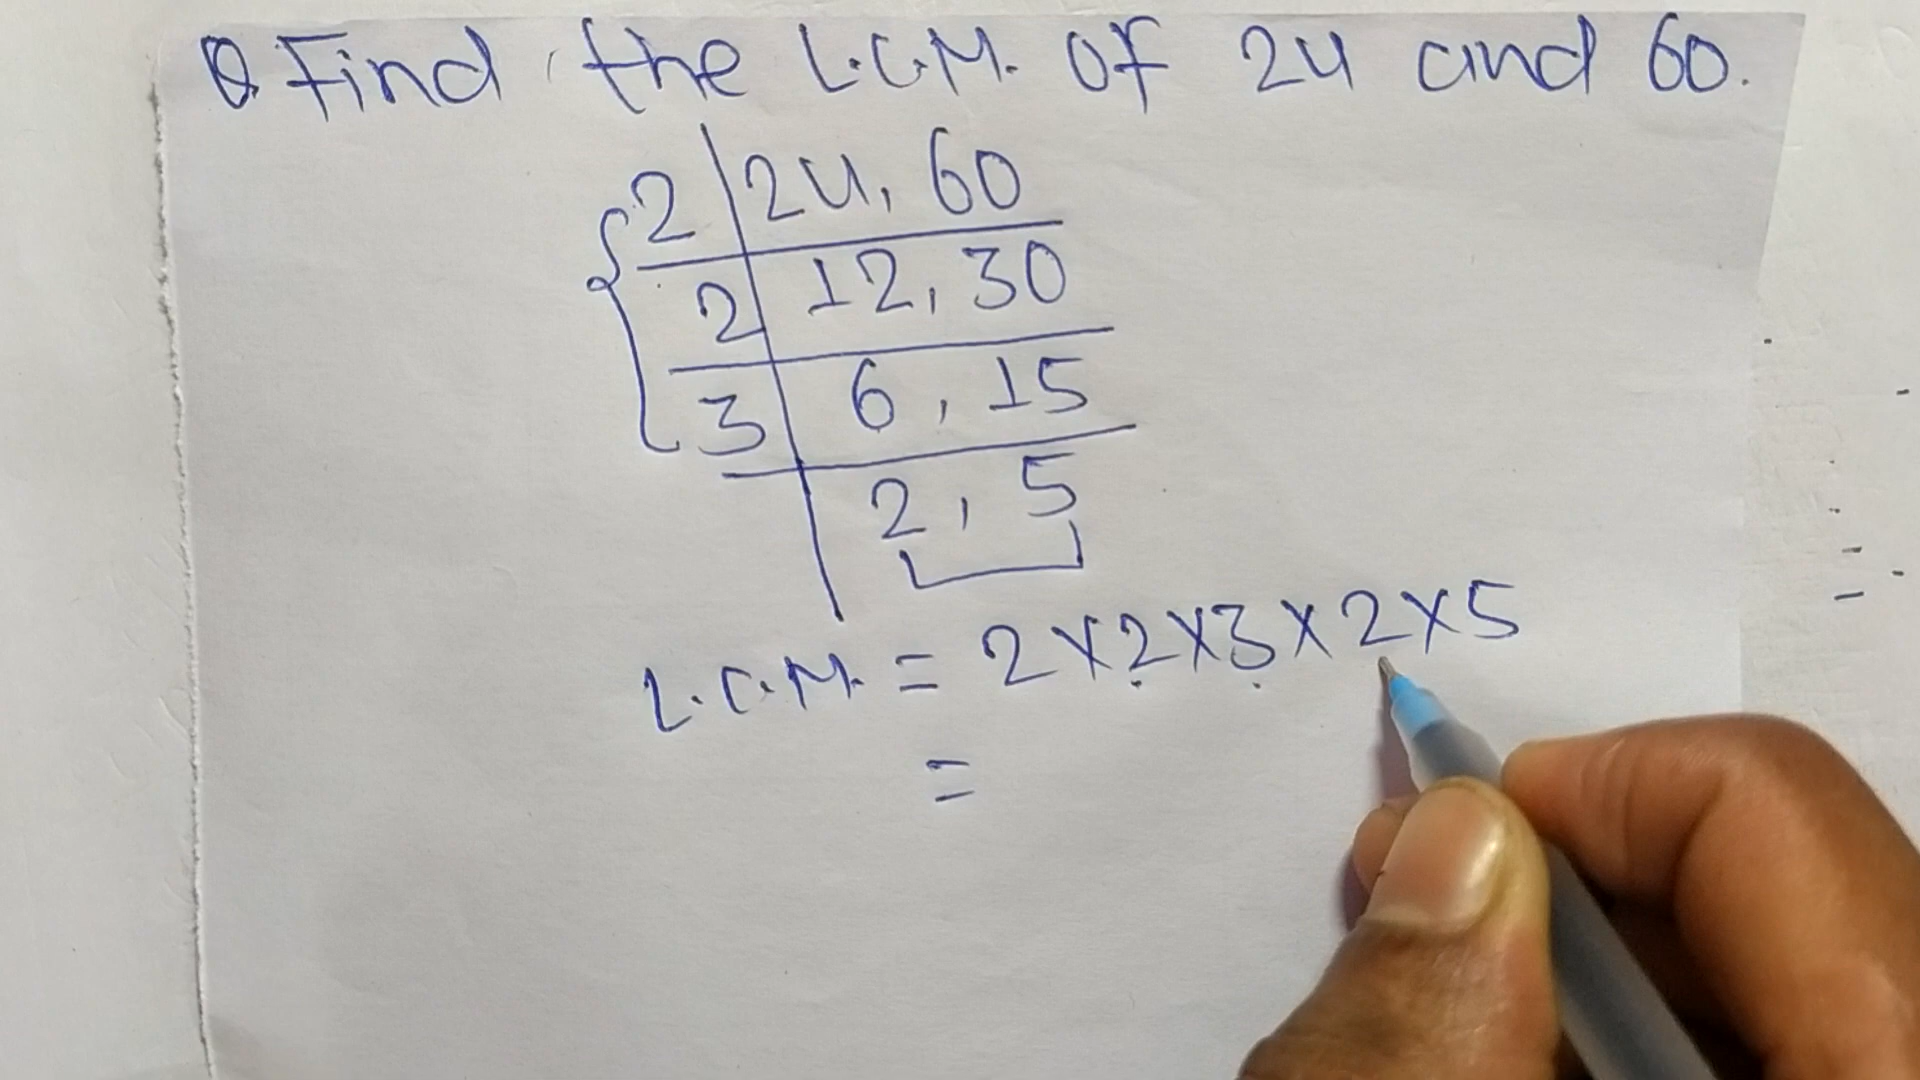 Q Find the L.C.M. of 24 and 60.
2 | 24, 60
2 | 12, 30
3 | 6, 15
2, 5
L.C.M. = 2×2×3×2×5
=